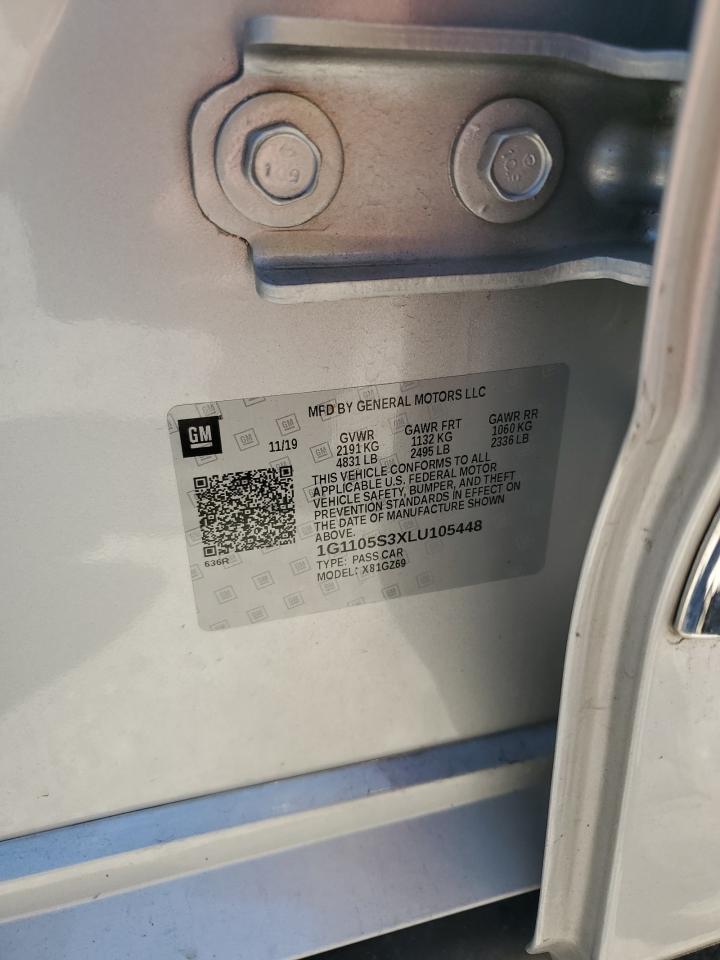 MFD BY GENERAL MOTORS LLC
GM
11/19
GVWR
2191 KG
4831 LB
GAWR FRT
1132 KG
2495 LB
GAWR RR
1060 KG
2336 LB
THIS VEHICLE CONFORMS TO ALL
APPLICABLE U.S. FEDERAL MOTOR
VEHICLE SAFETY, BUMPER, AND THEFT
PREVENTION STANDARDS IN EFFECT ON
THE DATE OF MANUFACTURE SHOWN
ABOVE.
1G1105S3XLU105448
TYPE: PASS CAR
MODEL: X81GZ69
636R